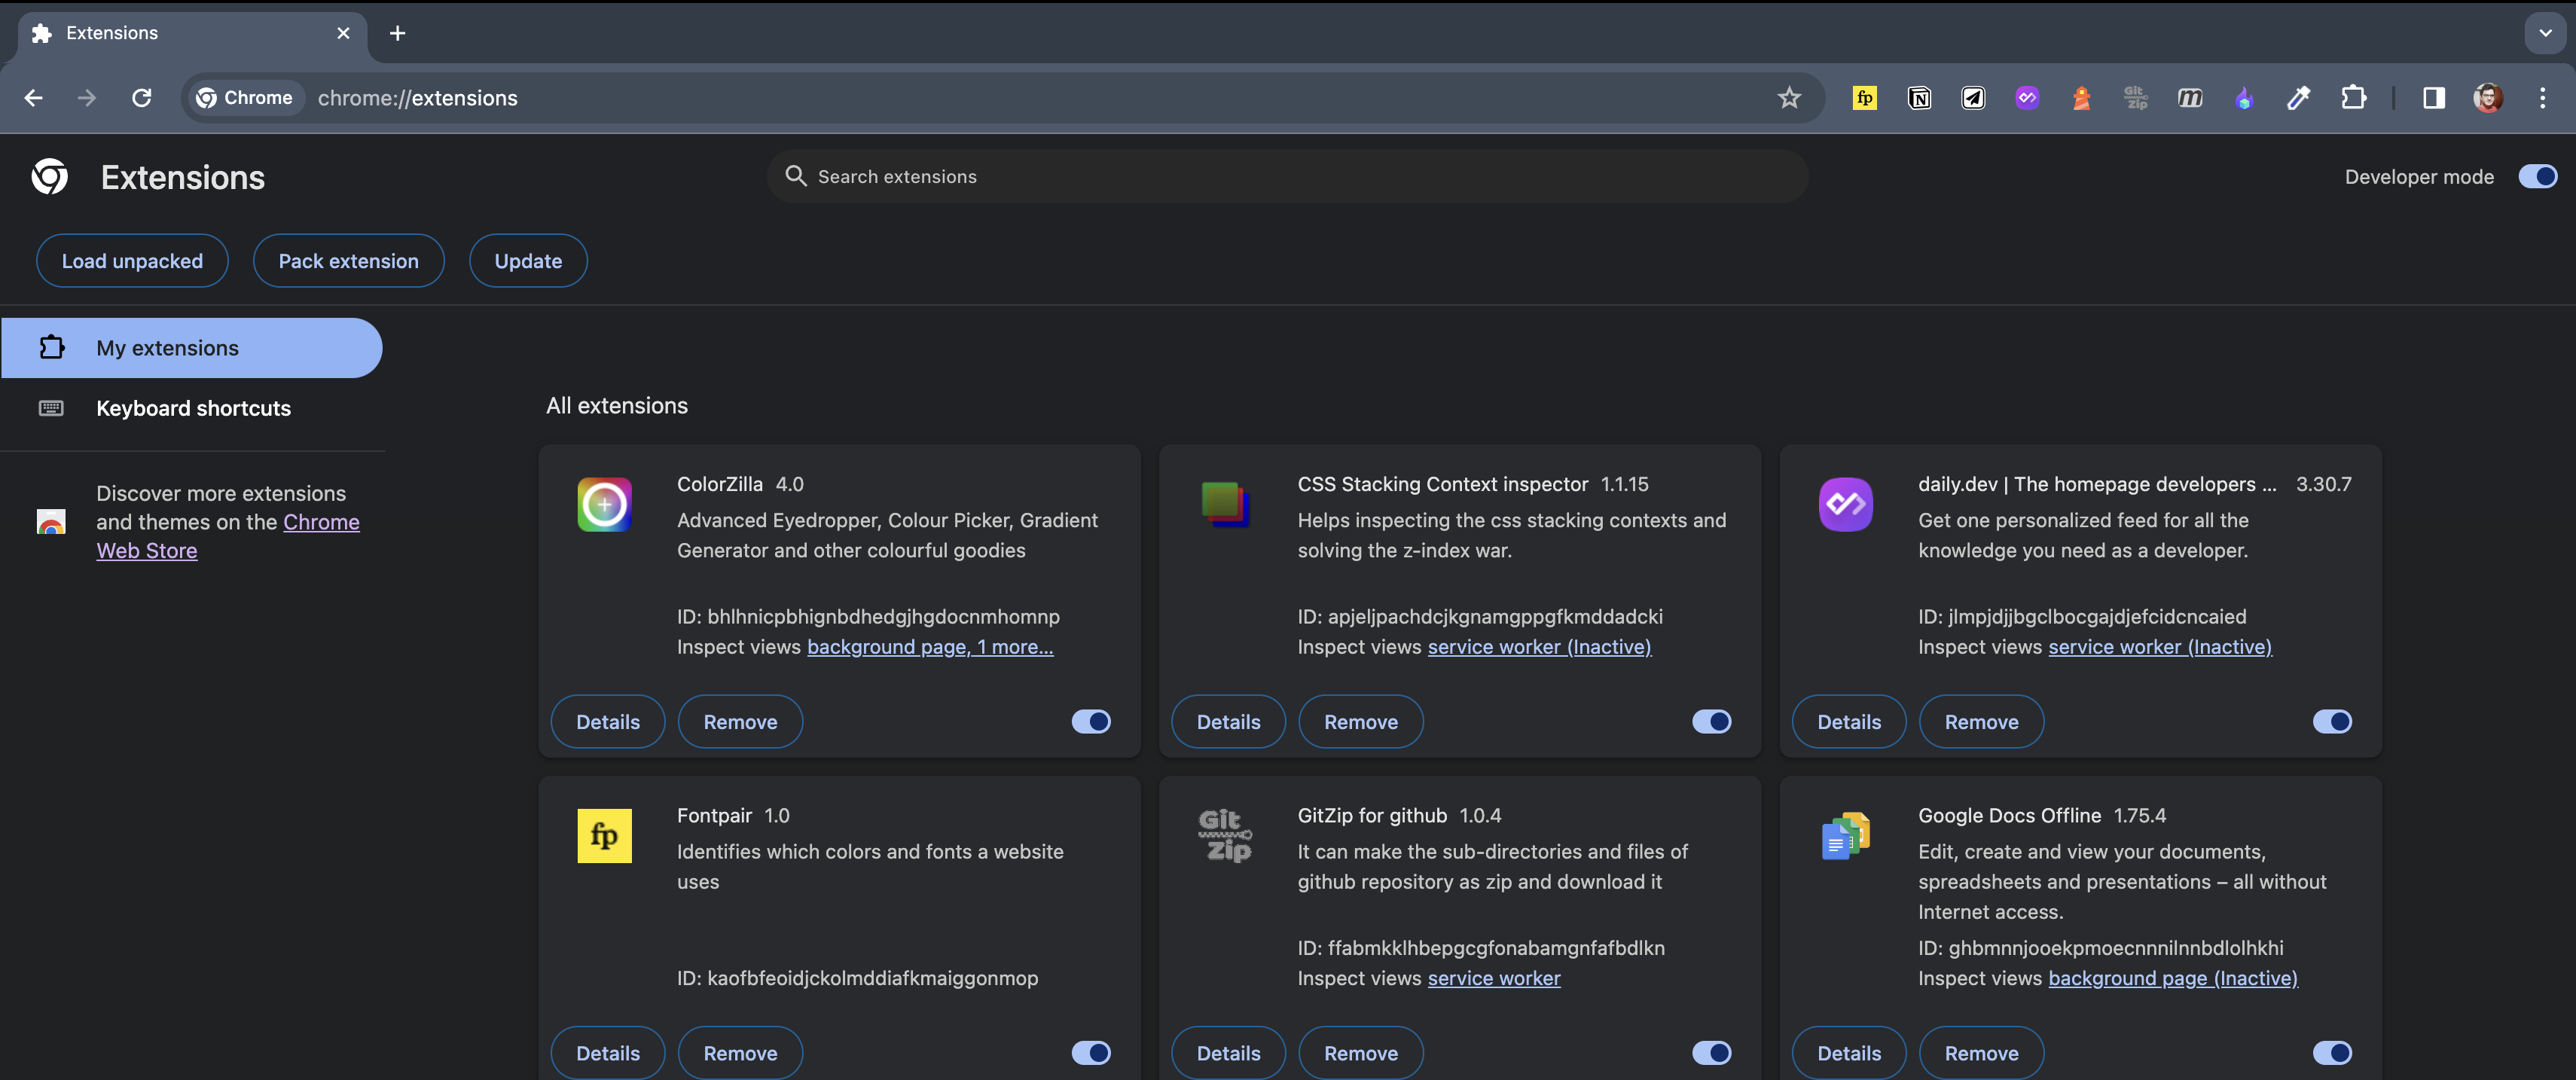 Extensions
Chrome
chrome://extensions
fp
Git
Zip
m
Extensions
Search extensions
Developer mode
Load unpacked
Pack extension
Update
My extensions
Keyboard shortcuts
Discover more extensions
and themes on the Chrome
Web Store
All extensions
ColorZilla 4.0
Advanced Eyedropper, Colour Picker, Gradient
Generator and other colourful goodies
ID: bhlhnicpbhignbdhedgjhgdocnmhomnp
Inspect views background page, 1 more...
Details
Remove
CSS Stacking Context inspector 1.1.15
Helps inspecting the css stacking contexts and
solving the z-index war.
ID: apjeljpachdcjkgnamgppgfkmddadcki
Inspect views service worker (Inactive)
Details
Remove
daily.dev | The homepage developers ... 3.30.7
Get one personalized feed for all the
knowledge you need as a developer.
ID: jlmpjdjjbgclbocgajdjefcidcncaied
Inspect views service worker (Inactive)
Details
Remove
fp
Fontpair 1.0
Identifies which colors and fonts a website
uses
ID: kaofbfeoidjckolmddiafkmaiggonmop
Details
Remove
Git
Zip
GitZip for github 1.0.4
It can make the sub-directories and files of
github repository as zip and download it
ID: ffabmkklhbepgcgfonabamgnfafbdlkn
Inspect views service worker
Details
Remove
Google Docs Offline 1.75.4
Edit, create and view your documents,
spreadsheets and presentations – all without
Internet access.
ID: ghbmnnjooekpmoecnnnilnnbdlolhkhi
Inspect views background page (Inactive)
Details
Remove